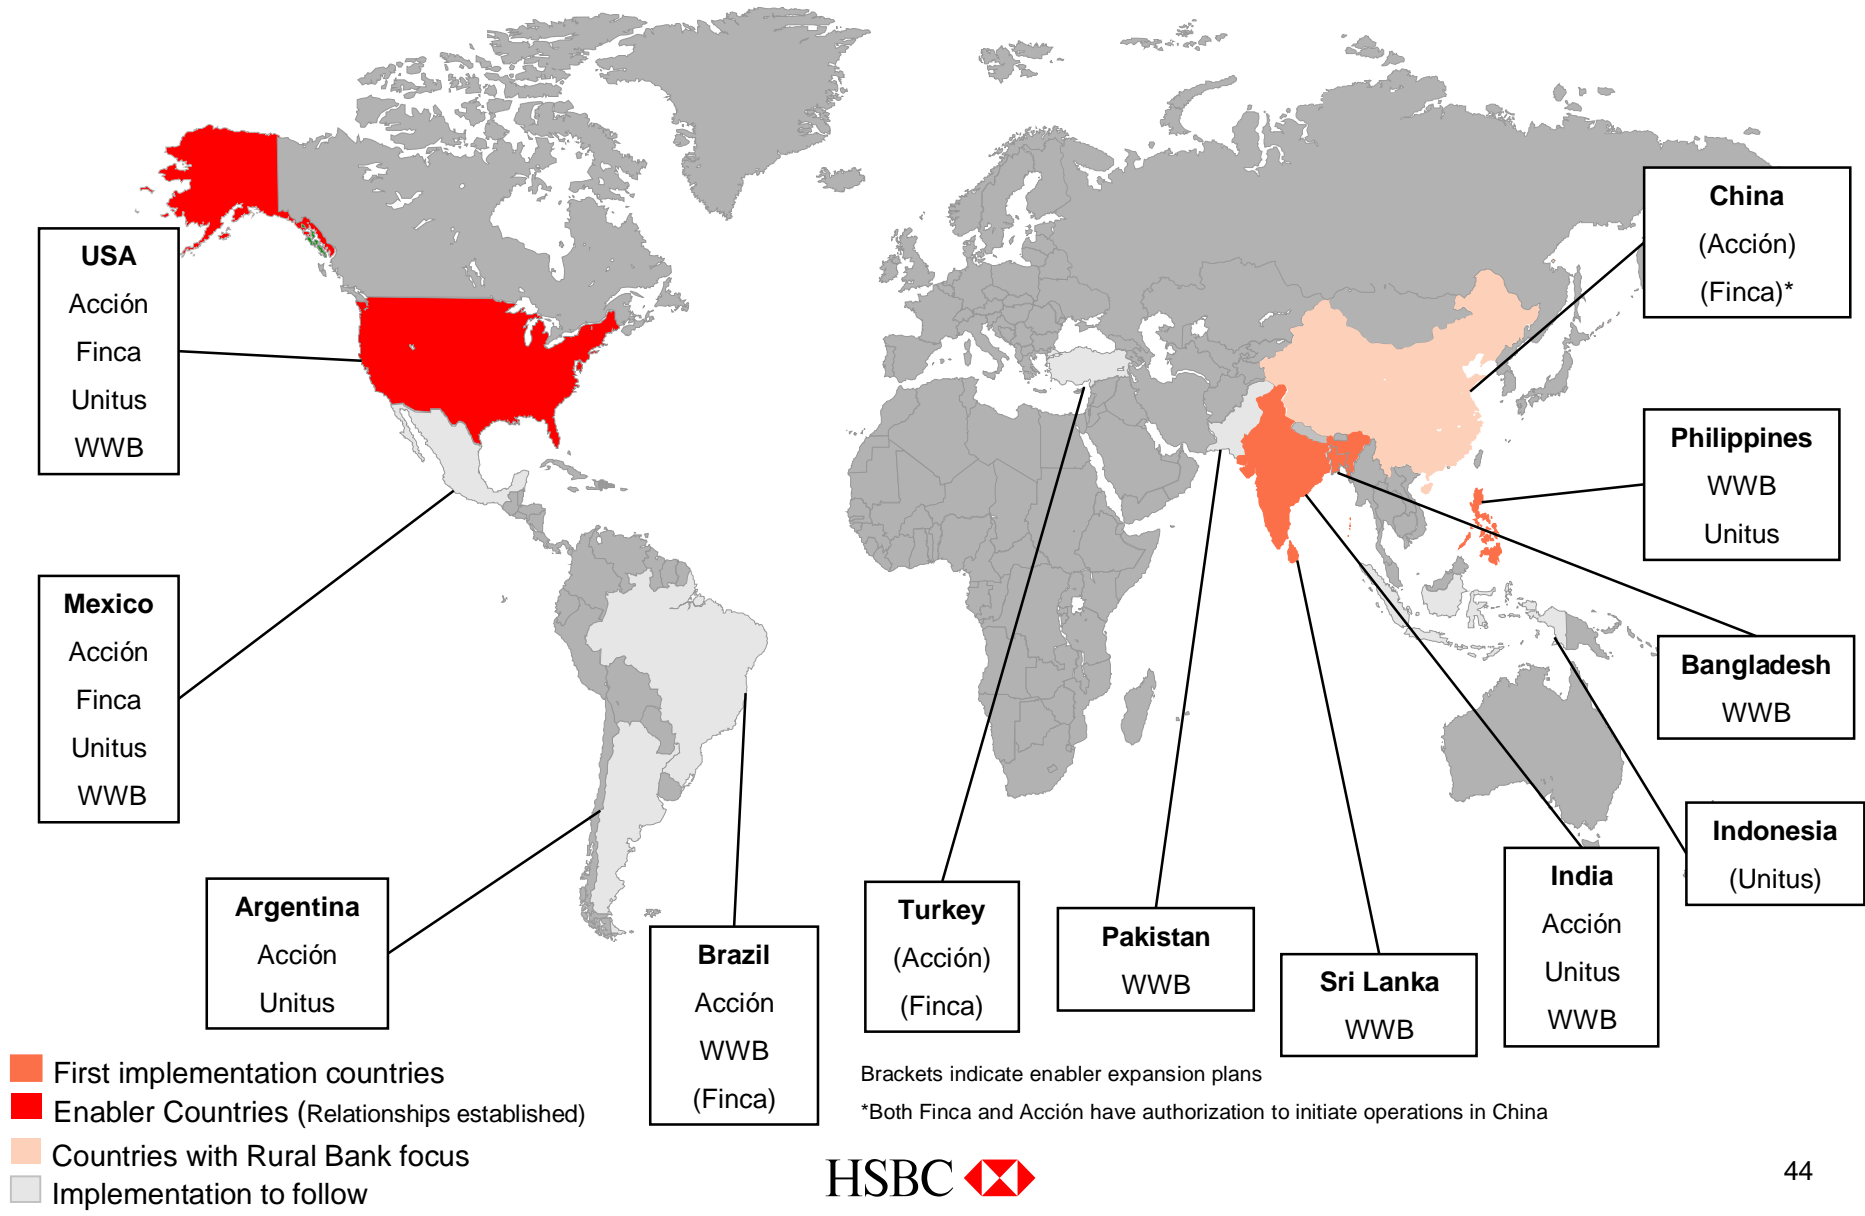 USA
Acción
Finca
Unitus
WWB
Mexico
Acción
Finca
Unitus
WWB
Argentina
Acción
Unitus
Brazil
Acción
WWB
(Finca)
Turkey
(Acción)
(Finca)
Pakistan
WWB
Sri Lanka
WWB
India
Acción
Unitus
WWB
Indonesia
(Unitus)
Bangladesh
WWB
Philippines
WWB
Unitus
China
(Acción)
(Finca)*
First implementation countries
Enabler Countries (Relationships established)
Countries with Rural Bank focus
Implementation to follow
Brackets indicate enabler expansion plans
*Both Finca and Acción have authorization to initiate operations in China
HSBC
44